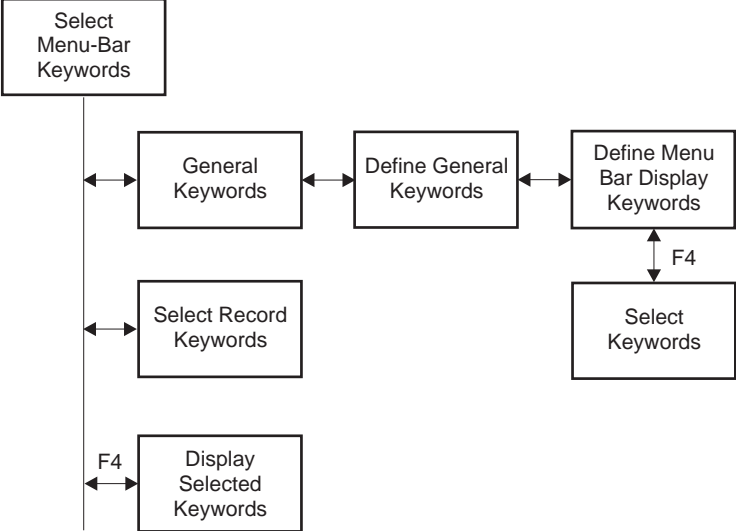 Select
Menu-Bar
Keywords
General
Keywords
Define General
Keywords
Define Menu
Bar Display
Keywords
F4
Select
Keywords
Select Record
Keywords
F4
Display
Selected
Keywords